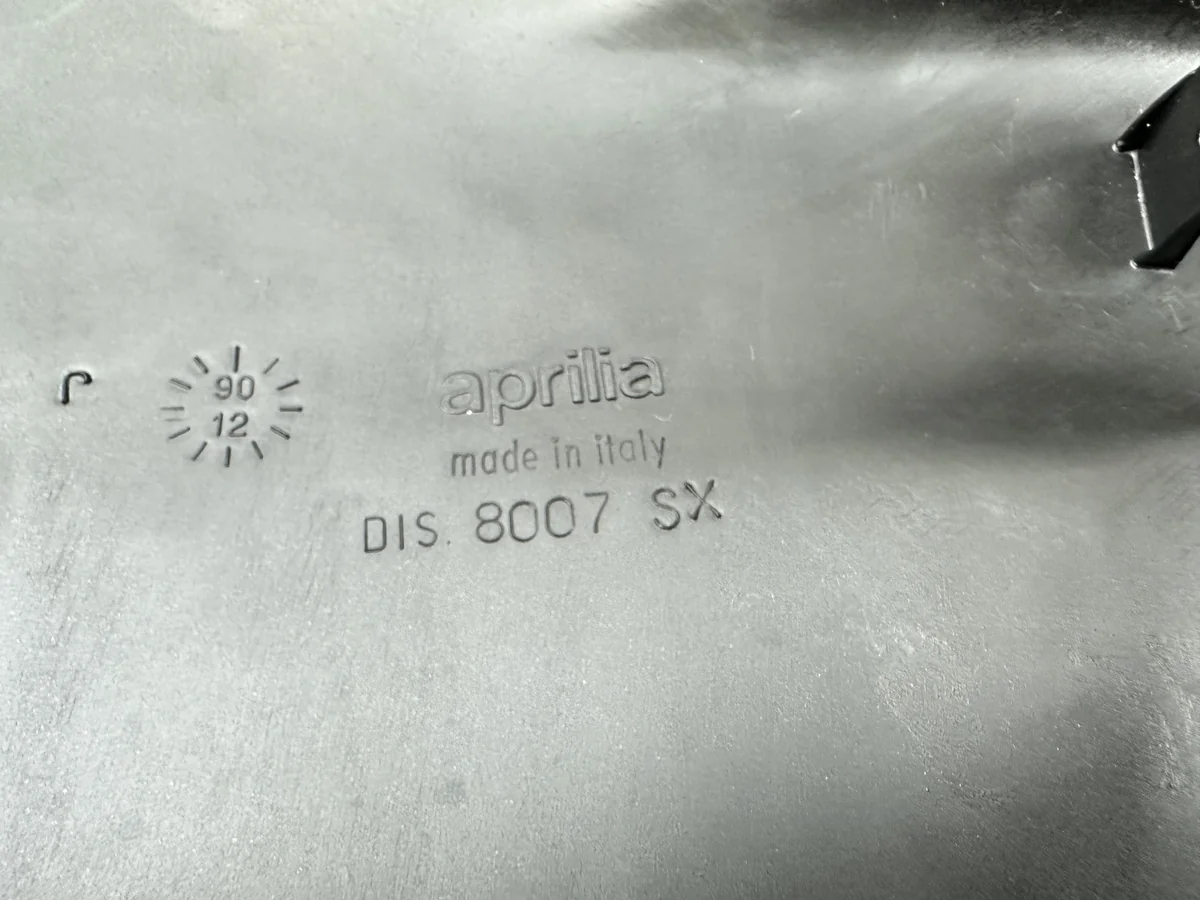 90
12
aprilia
made in italy
DIS. 8007 SX